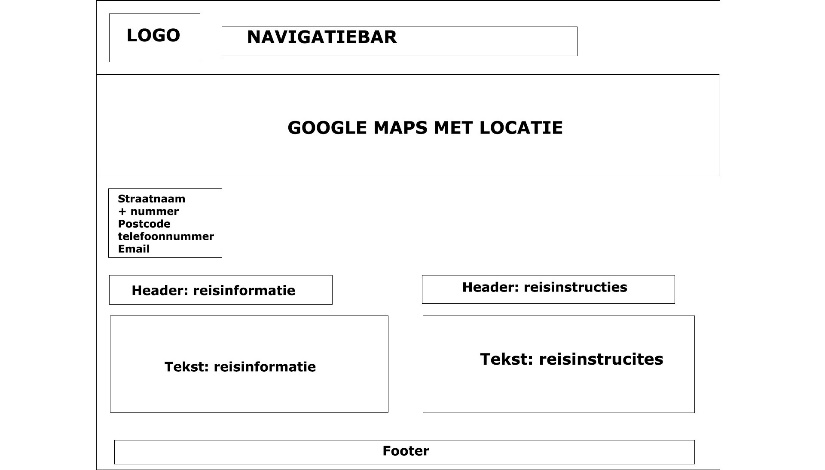 LOGO
NAVIGATIEBAR
GOOGLE MAPS MET LOCATIE
Straatnaam
+ nummer
Postcode
telefoonnummer
Email
Header: reisinformatie
Header: reisinstructies
Tekst: reisinformatie
Tekst: reisinstrucites
Footer